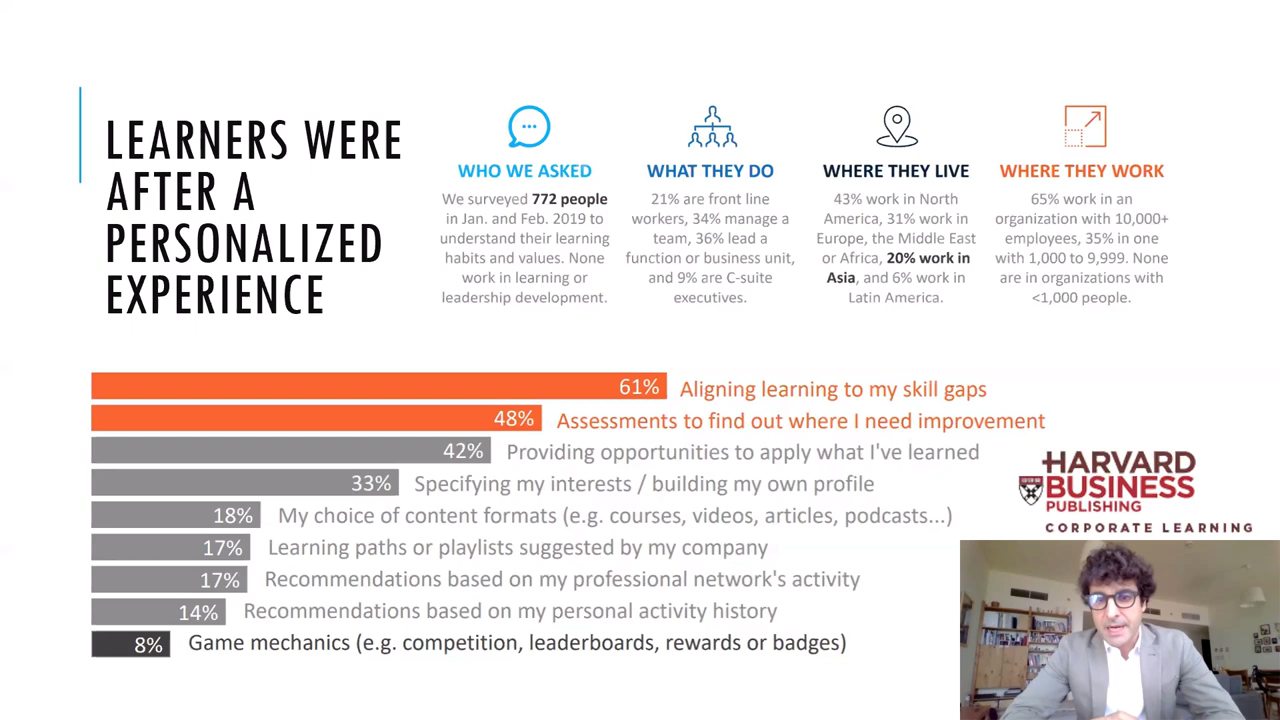 LEARNERS WERE
AFTER A
PERSONALIZED
EXPERIENCE
WHO WE ASKED
We surveyed 772 people
in Jan. and Feb. 2019 to
understand their learning
habits and values. None
work in learning or
leadership development.
WHAT THEY DO
21% are front line
workers, 34% manage a
team, 36% lead a
function or business unit,
and 9% are C-suite
executives.
WHERE THEY LIVE
43% work in North
America, 31% work in
Europe, the Middle East
or Africa, 20% work in
Asia, and 6% work in
Latin America.
WHERE THEY WORK
65% work in an
organization with 10,000+
employees, 35% in one
with 1,000 to 9,999. None
are in organizations with
<1,000 people.
61% Aligning learning to my skill gaps
48% Assessments to find out where I need improvement
42% Providing opportunities to apply what I've learned
33% Specifying my interests / building my own profile
18% My choice of content formats (e.g. courses, videos, articles, podcasts...)
17% Learning paths or playlists suggested by my company
17% Recommendations based on my professional network's activity
14% Recommendations based on my personal activity history
8% Game mechanics (e.g. competition, leaderboards, rewards or badges)
HARVARD
BUSINESS
PUBLISHING
CORPORATE LEARNING